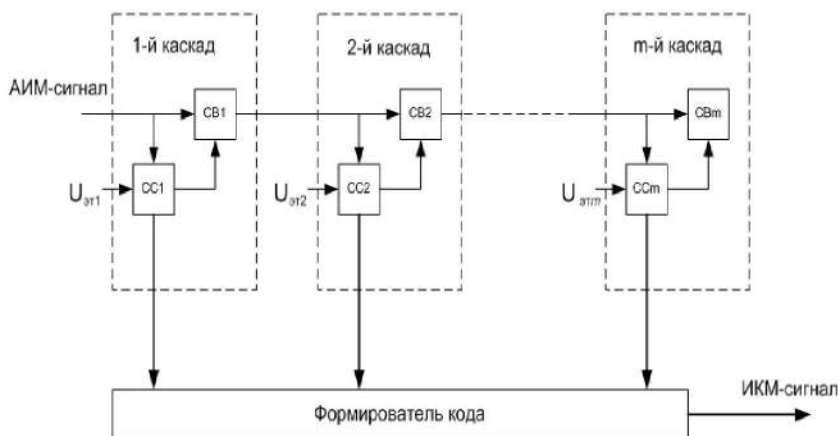 1-й каскад
2-й каскад
m-й каскад
АИМ-сигнал
СВ1
СВ2
СВm
Uэт1
СС1
Uэт2
СС2
Uэтm
ССm
ИКМ-сигнал
Формирователь кода